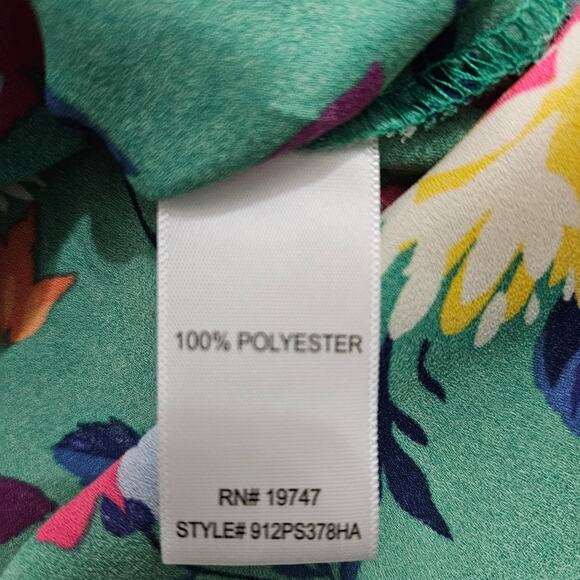 100% POLYESTER
RN# 19747
STYLE# 912PS378HA